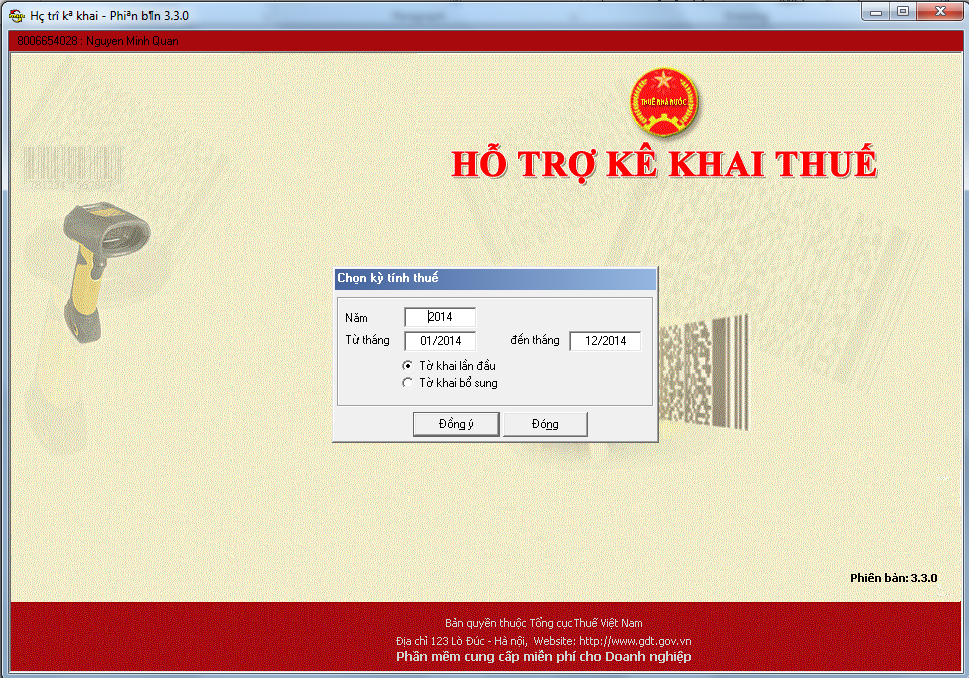 Hç trî kª khai - Phiªn b¶n 3.3.0
8006654028 : Nguyen Minh Quan
THUẾ NHÀ NƯỚC
HỖ TRỢ KÊ KHAI THUẾ
Chọn kỳ tính thuế
Năm 2014
Từ tháng 01/2014 đến tháng 12/2014
Tờ khai lần đầu
Tờ khai bổ sung
Đồng ý Đóng
Phiên bản: 3.3.0
Bản quyền thuộc Tổng cục Thuế Việt Nam
Địa chỉ 123 Lò Đúc - Hà nội, Website: http://www.gdt.gov.vn
Phần mềm cung cấp miễn phí cho Doanh nghiệp